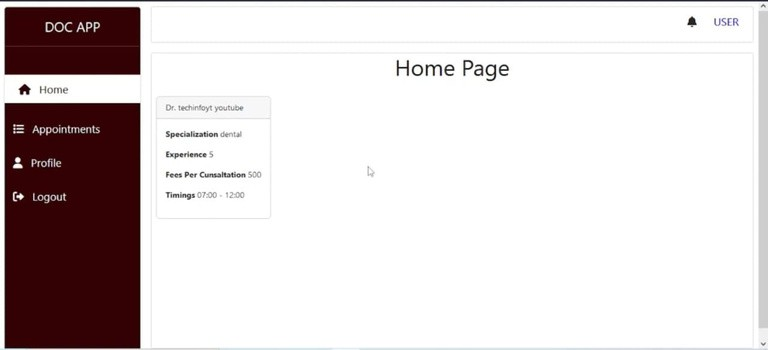 DOC APP
USER
Home
Appointments
Profile
Logout
Home Page
Dr. techinfoyt youtube
Specialization dental
Experience 5
Fees Per Cunsaltation 500
Timings 07:00 - 12:00